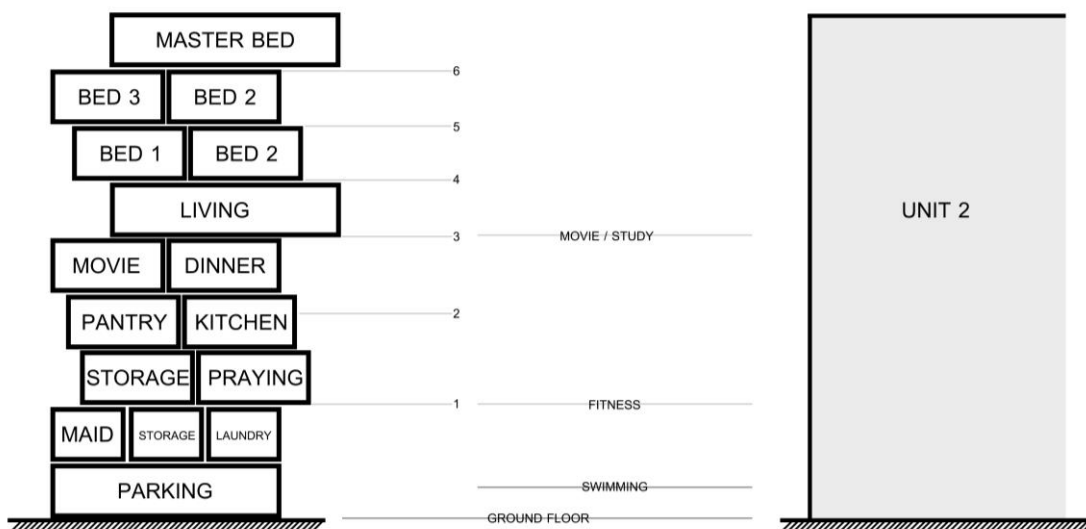 MASTER BED
6
BED 3 BED 2
5
BED 1 BED 2
4
LIVING
UNIT 2
3 MOVIE / STUDY
MOVIE DINNER
2
PANTRY KITCHEN
STORAGE PRAYING
1 FITNESS
MAID STORAGE LAUNDRY
PARKING
SWIMMING
GROUND FLOOR